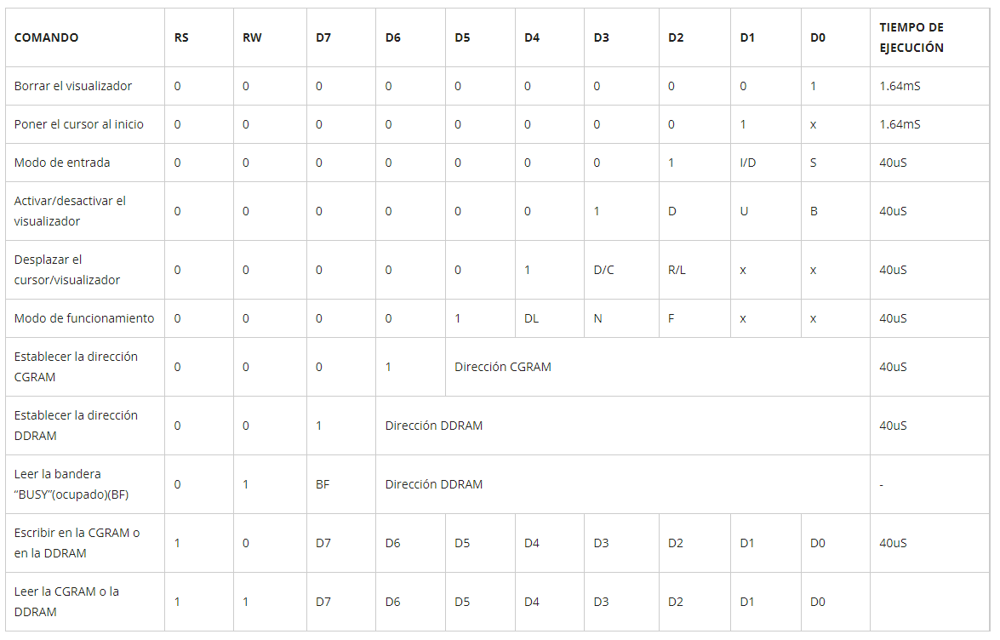 COMANDO RS RW D7 D6 D5 D4 D3 D2 D1 D0 TIEMPO DE
EJECUCIÓN
Borrar el visualizador 0 0 0 0 0 0 0 0 0 1 1.64mS
Poner el cursor al inicio 0 0 0 0 0 0 0 0 1 x 1.64mS
Modo de entrada 0 0 0 0 0 0 0 1 I/D S 40uS
Activar/desactivar el
visualizador 0 0 0 0 0 0 1 D U B 40uS
Desplazar el
cursor/visualizador 0 0 0 0 0 1 D/C R/L x x 40uS
Modo de funcionamiento 0 0 0 0 1 DL N F x x 40uS
Establecer la dirección
CGRAM 0 0 0 1 Dirección CGRAM 40uS
Establecer la dirección
DDRAM 0 0 1 Dirección DDRAM 40uS
Leer la bandera
“BUSY”(ocupado)(BF) 0 1 BF Dirección DDRAM -
Escribir en la CGRAM o
en la DDRAM 1 0 D7 D6 D5 D4 D3 D2 D1 D0 40uS
Leer la CGRAM o la
DDRAM 1 1 D7 D6 D5 D4 D3 D2 D1 D0